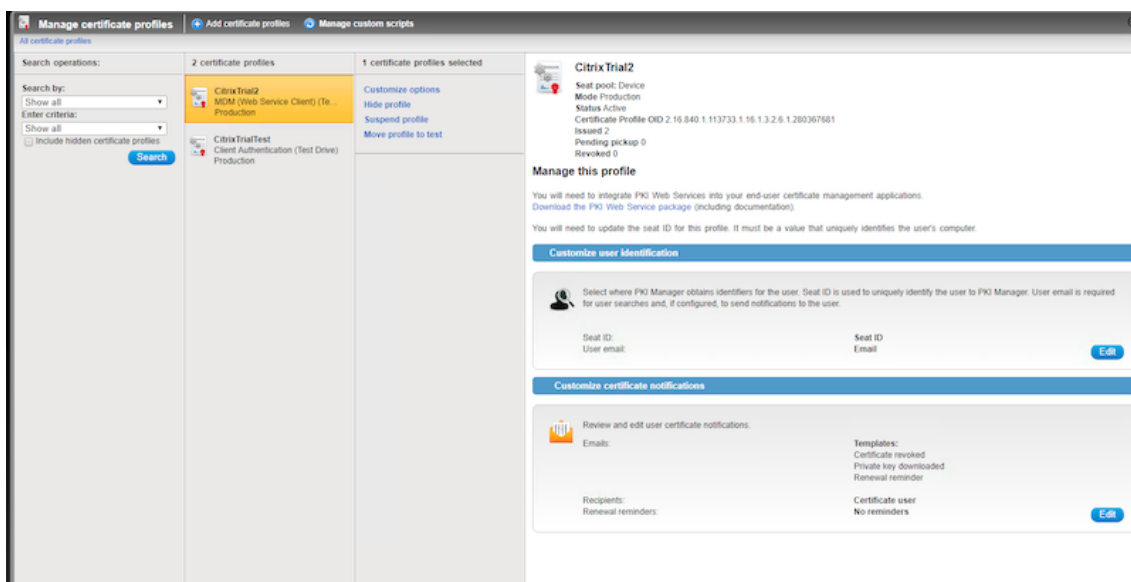 Manage certificate profiles
Add certificate profiles
Manage custom scripts
All certificate profiles
Search operations:
Search by:
Show all
Enter criteria:
Show all
Include hidden certificate profiles
Search
2 certificate profiles
CitrixTrial2
MDM (Web Service Client) (Te...
Production
CitrixTrialTest
Client Authentication (Test Drive)
Production
1 certificate profiles selected
Customize options
Hide profile
Suspend profile
Move profile to test
CitrixTrial2
Seat pool: Device
Mode Production
Status Active
Certificate Profile OID 2.16.840.1.113733.1.16.1.3.2.6.1.280367681
Issued 2
Pending pickup 0
Revoked 0
Manage this profile
You will need to integrate PKI Web Services into your end-user certificate management applications.
Download the PKI Web Service package (including documentation).
You will need to update the seat ID for this profile. It must be a value that uniquely identifies the user's computer.
Customize user identification
Select where PKI Manager obtains identifiers for the user. Seat ID is used to uniquely identify the user to PKI Manager. User email is required
for user searches and, if configured, to send notifications to the user.
Seat ID: Seat ID
User email: Email
Edit
Customize certificate notifications
Review and edit user certificate notifications.
Emails: Templates:
Certificate revoked
Private key downloaded
Renewal reminder
Recipients: Certificate user
Renewal reminders: No reminders
Edit